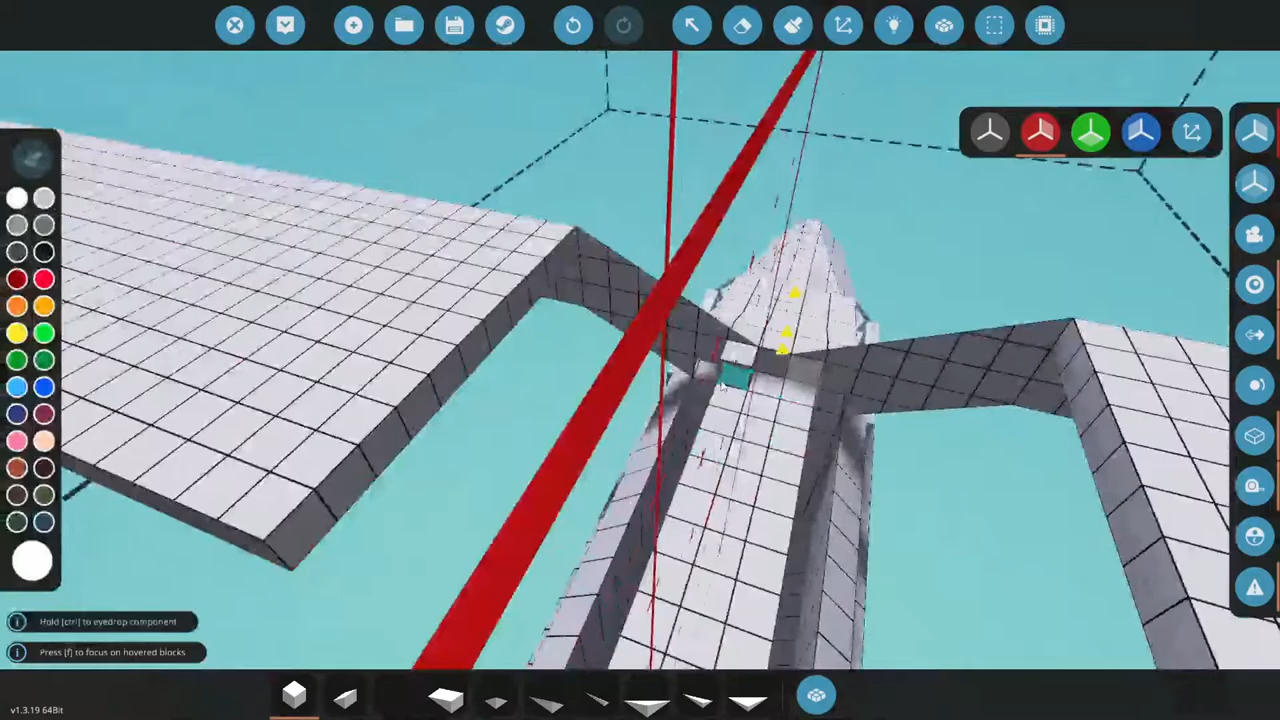 Hold [ctrl] to eyedrop component
Press [f] to focus on hovered blocks
v1.3.19 64Bit